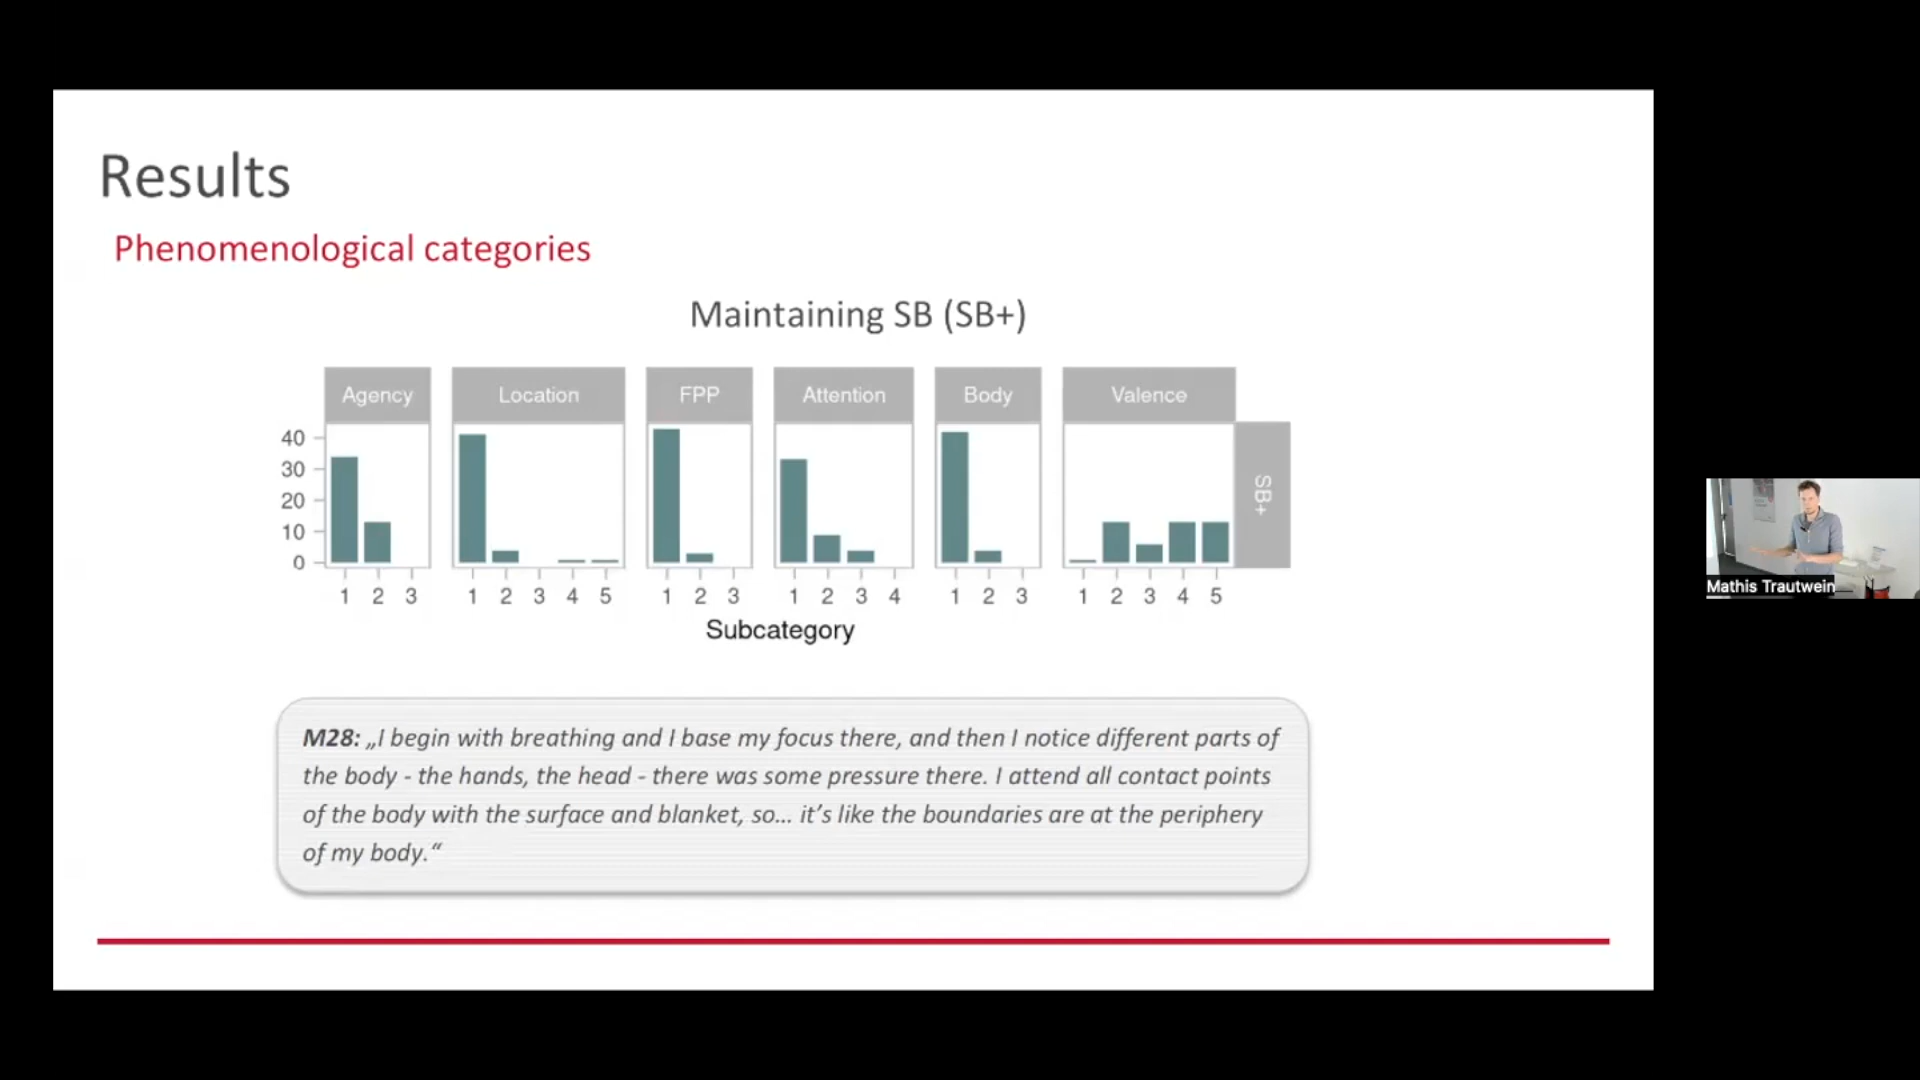 Results
Phenomenological categories
Maintaining SB (SB+)
Agency Location FPP Attention Body Valence
SB+
40
30
20
10
0
1 2 3 1 2 3 4 5 1 2 3 1 2 3 4 1 2 3 1 2 3 4 5
Subcategory
M28: „I begin with breathing and I base my focus there, and then I notice different parts of
the body - the hands, the head - there was some pressure there. I attend all contact points
of the body with the surface and blanket, so... it’s like the boundaries are at the periphery
of my body.“
Mathis Trautwein